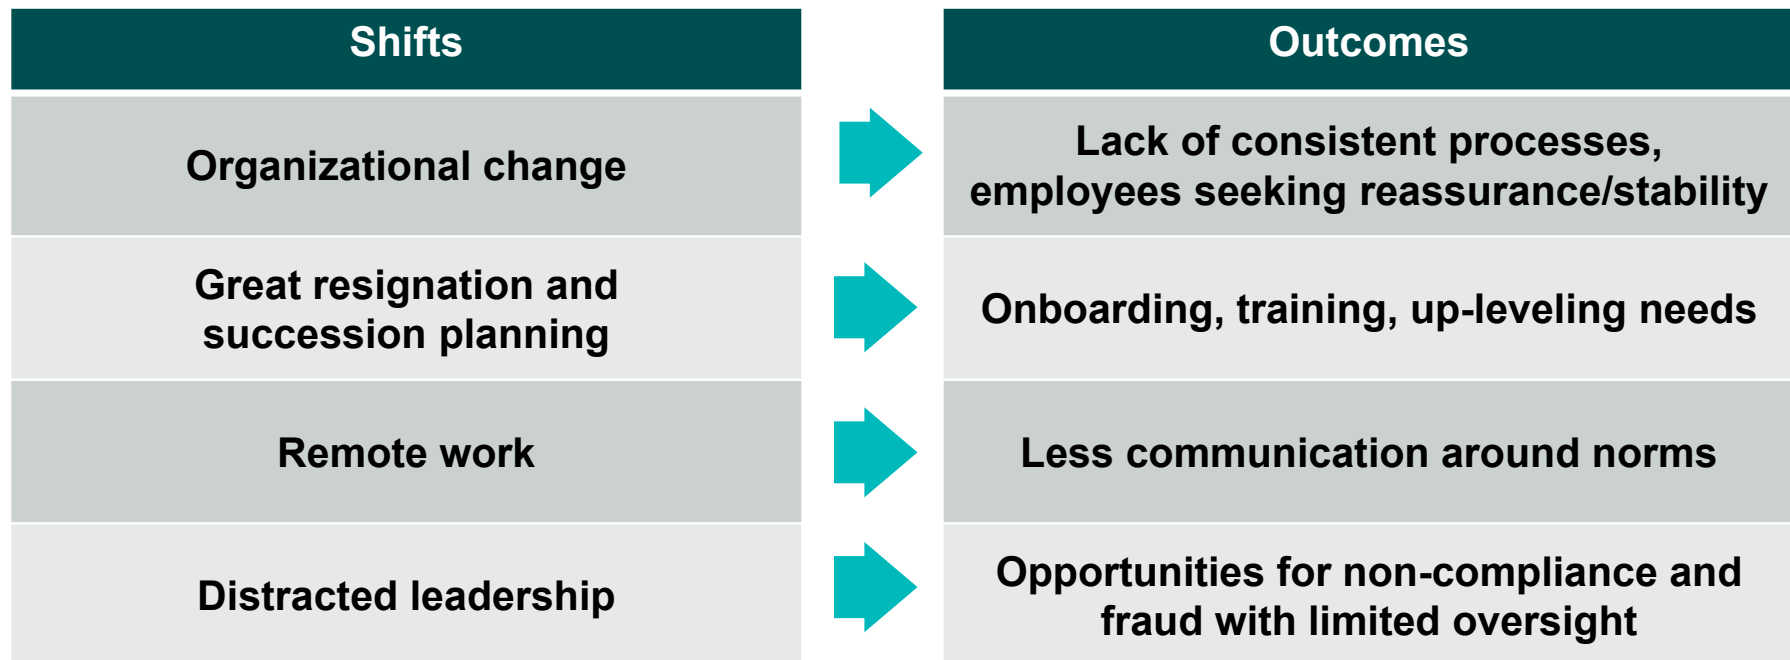 Shifts
Outcomes
Organizational change
Lack of consistent processes,
employees seeking reassurance/stability
Great resignation and
succession planning
Onboarding, training, up-leveling needs
Remote work
Less communication around norms
Distracted leadership
Opportunities for non-compliance and
fraud with limited oversight